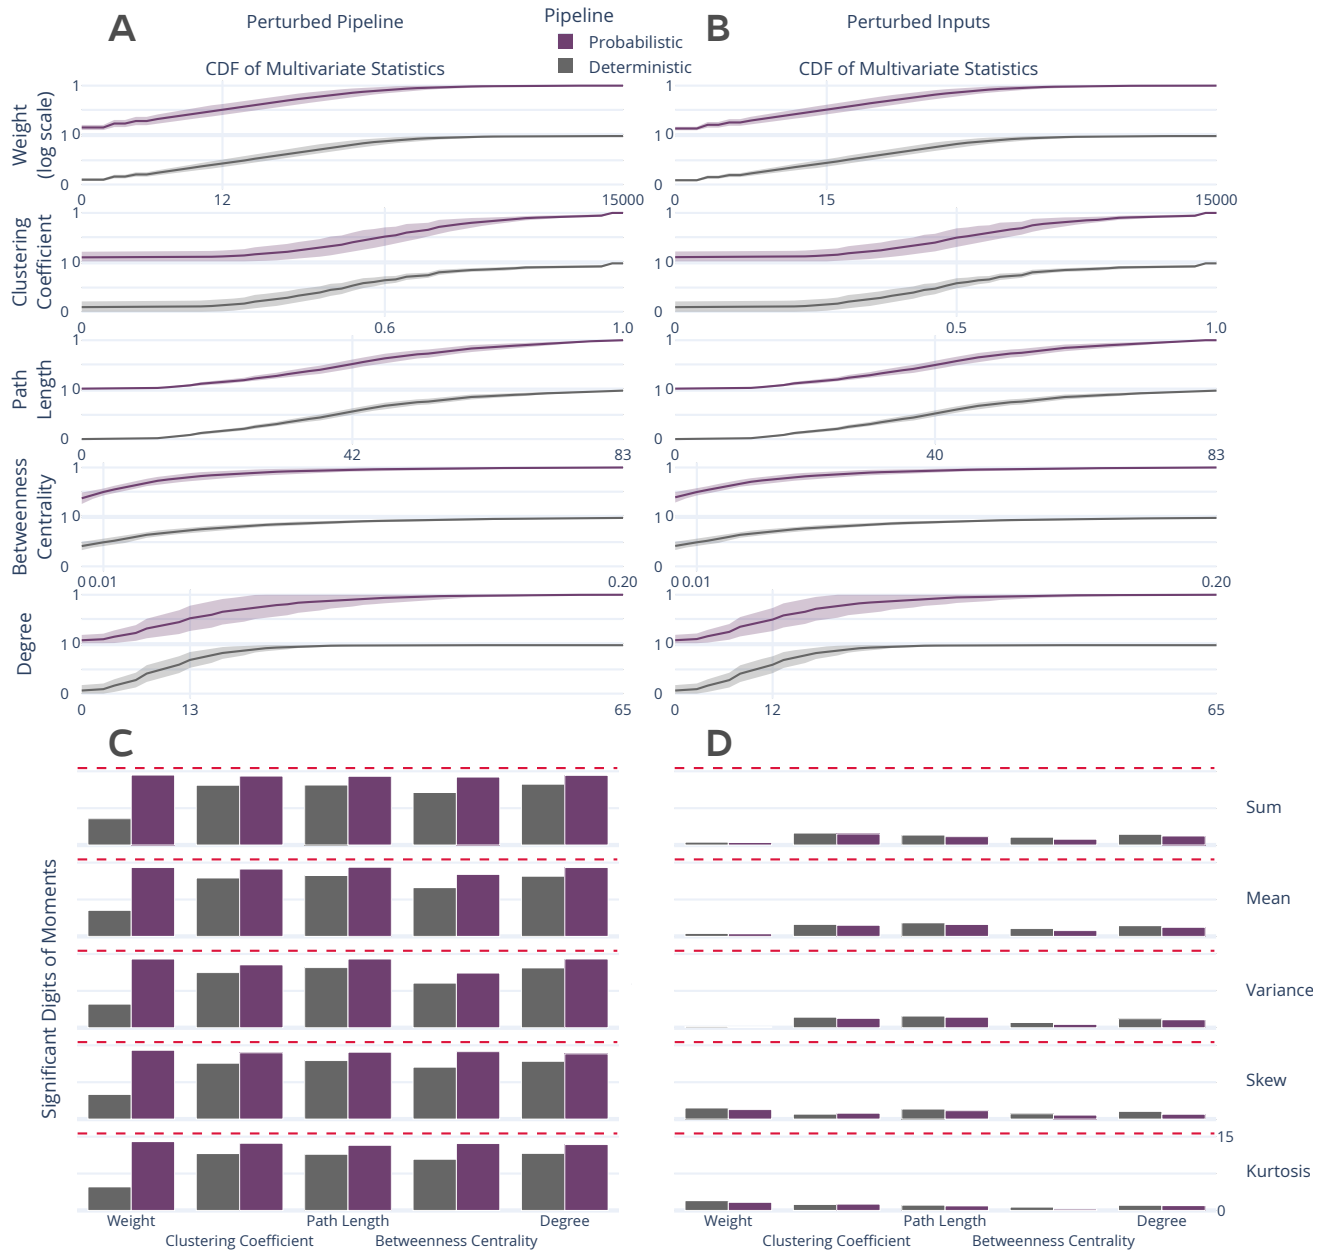 A
Perturbed Pipeline
Pipeline
Probabilistic
Deterministic
B
Perturbed Inputs
CDF of Multivariate Statistics
CDF of Multivariate Statistics
Weight
(log scale)
1
1 0
0
0
12
15000
1
1 0
0
0
15
15000
Clustering
Coefficient
1
1 0
0
0
0.6
1.0
1
1 0
0
0
0.5
1.0
Path
Length
1
1 0
0
0
42
83
1
1 0
0
0
40
83
Betweenness
Centrality
1
1 0
0
0
0.01
0.20
1
1 0
0
0
0.01
0.20
Degree
1
1 0
0
0
13
65
1
1 0
0
0
12
65
C
D
Significant Digits of Moments
Sum
Mean
Variance
Skew
15
Kurtosis
0
Weight
Path Length
Degree
Clustering Coefficient
Betweenness Centrality
Weight
Path Length
Degree
Clustering Coefficient
Betweenness Centrality